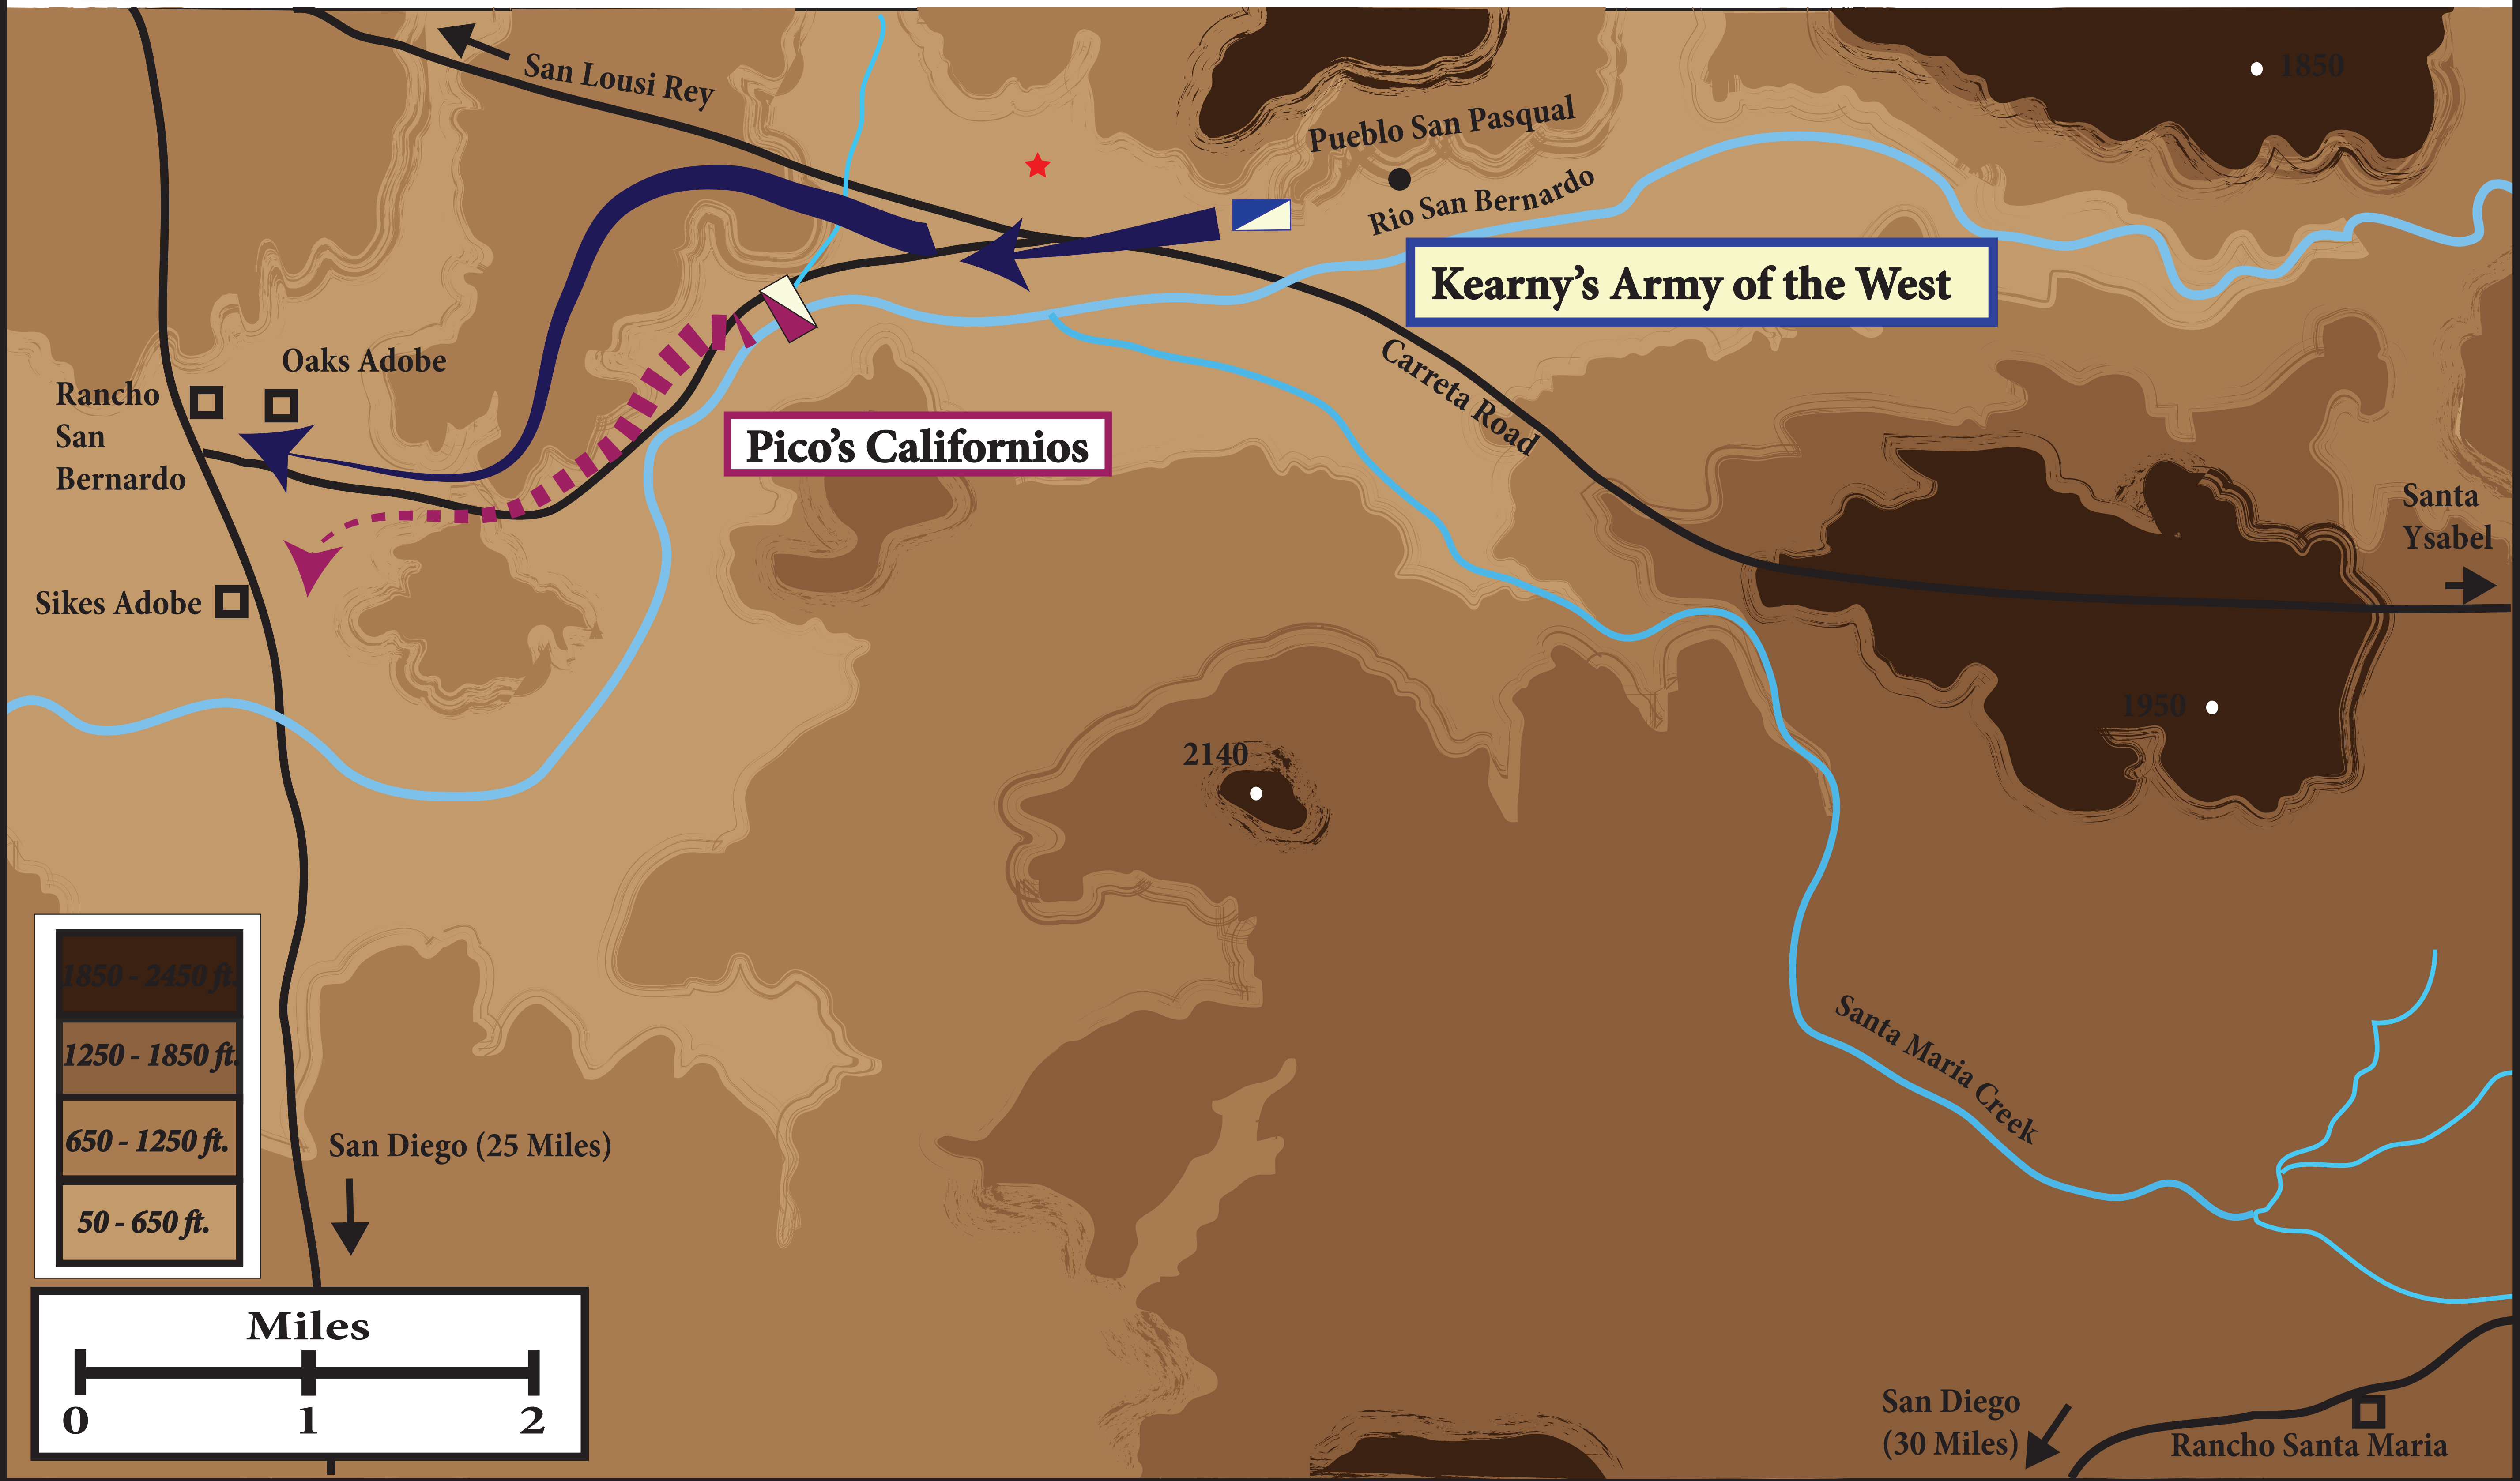 San Lousi Rey
1850
Pueblo San Pasqual
Rio San Bernardo
Kearny's Army of the West
Carreta Road
Oaks Adobe
Rancho
San
Bernardo
Pico's Californios
Santa
Ysabel
Sikes Adobe
1950
2140
1850 - 2450 ft.
1250 - 1850 ft.
650 - 1250 ft.
50 - 650 ft.
Santa Maria Creek
San Diego (25 Miles)
Miles
0 1 2
San Diego
(30 Miles)
Rancho Santa Maria